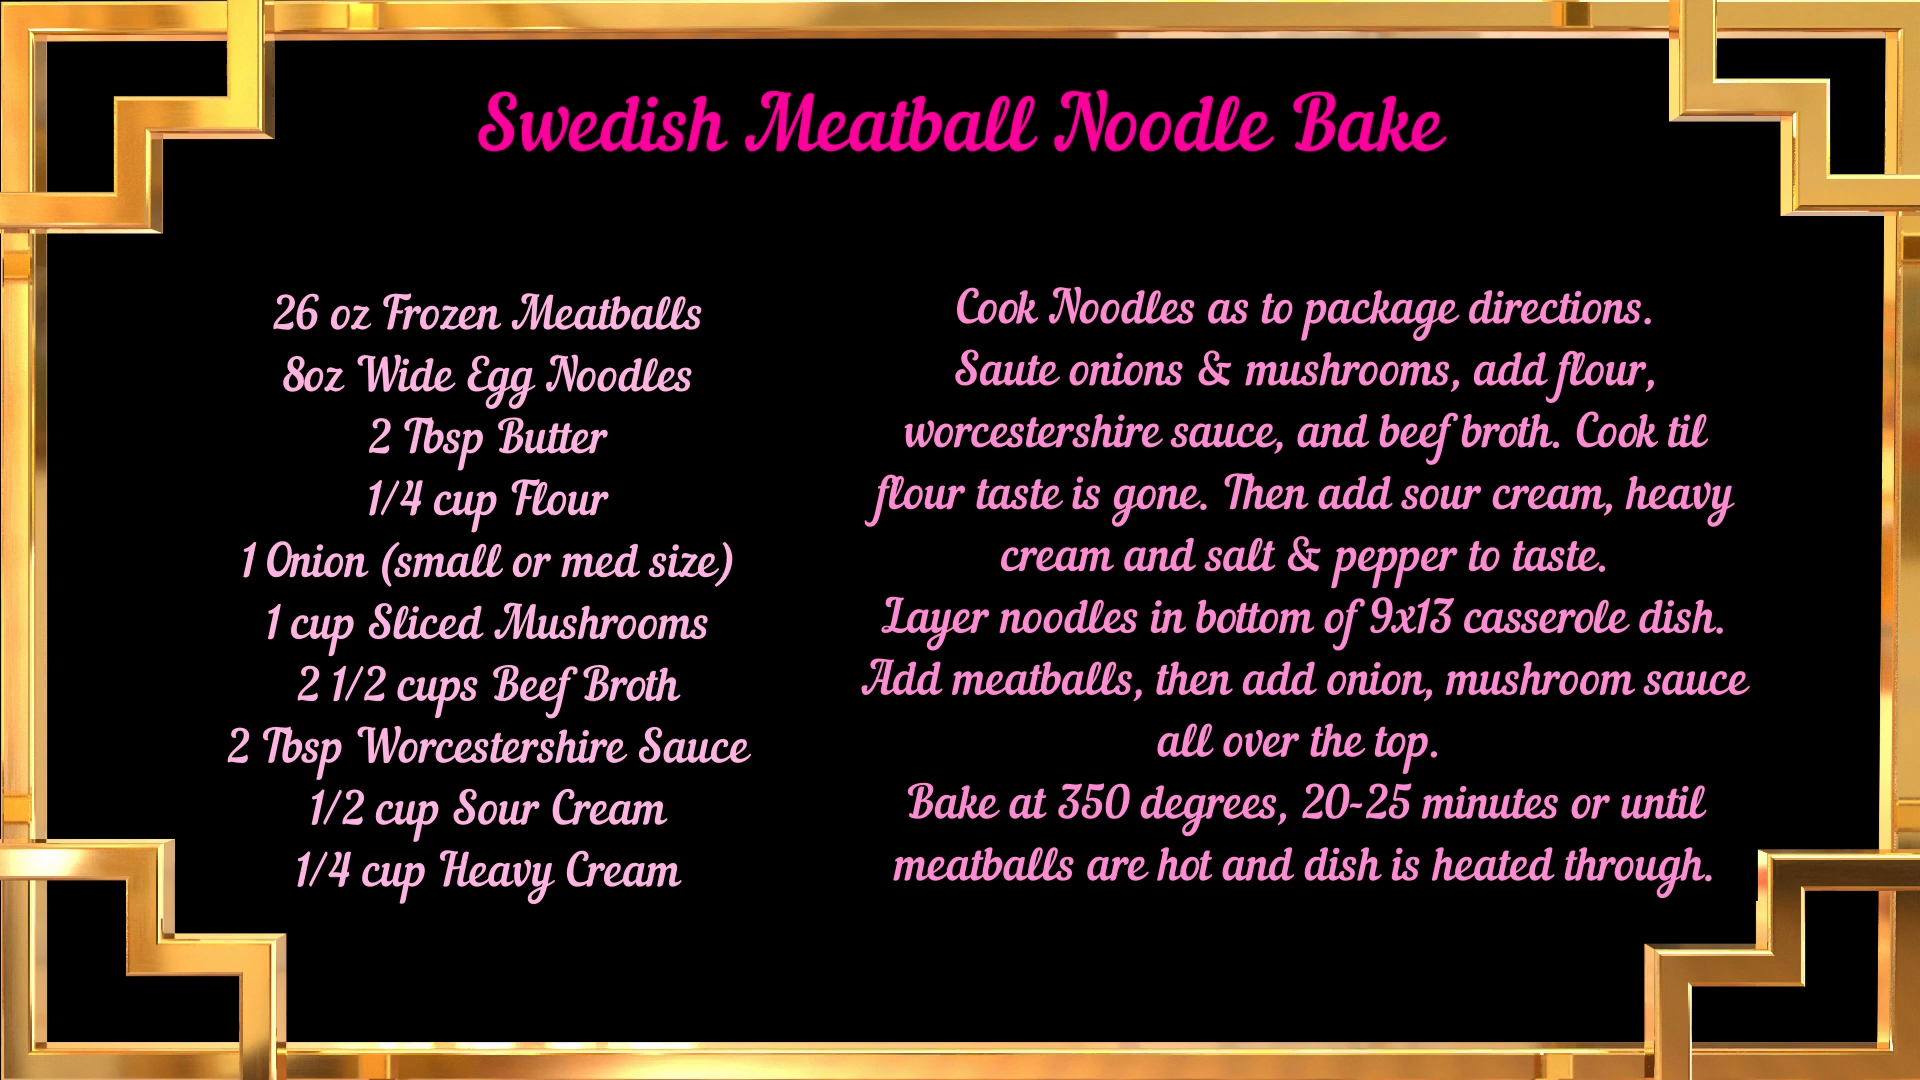 Swedish Meatball Noodle Bake
26 oz Frozen Meatballs
8oz Wide Egg Noodles
2 Tbsp Butter
1/4 cup Flour
1 Onion (small or med size)
1 cup Sliced Mushrooms
2 1/2 cups Beef Broth
2 Tbsp Worcestershire Sauce
1/2 cup Sour Cream
1/4 cup Heavy Cream
Cook Noodles as to package directions.
Saute onions & mushrooms, add flour,
worcestershire sauce, and beef broth. Cook til
flour taste is gone. Then add sour cream, heavy
cream and salt & pepper to taste.
Layer noodles in bottom of 9x13 casserole dish.
Add meatballs, then add onion, mushroom sauce
all over the top.
Bake at 350 degrees, 20-25 minutes or until
meatballs are hot and dish is heated through.